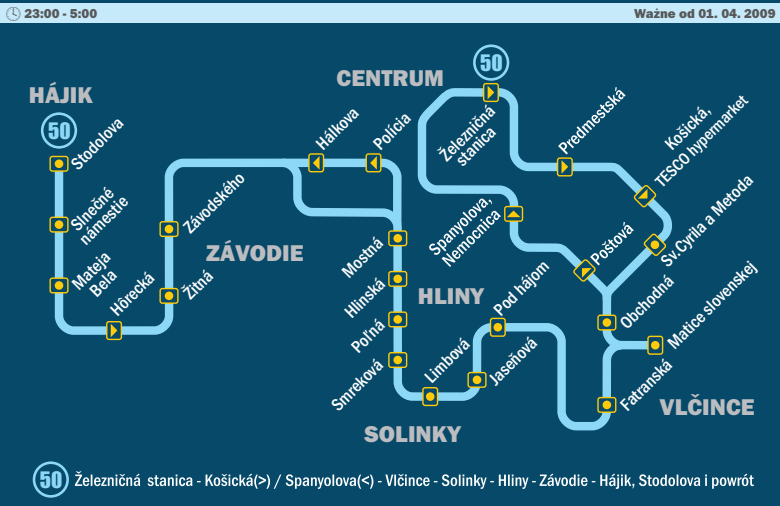 23:00 - 5:00
Ważne od 01. 04. 2009
HÁJIK
50
Stodolova
Slnečné
námestie
Mateja
Bela
Hôrecká
Žitná
Závodského
ZÁVODIE
Hálkova
Polícia
Mostná
Hlinská
Poľná
Smreková
HLINY
SOLINKY
Limbová
Jaseňová
Pod hájom
CENTRUM
50
Železničná
stanica
Predmestská
Košická,
TESCO hypermarket
Sv.Cyrila a Metoda
Spanyolova,
Nemocnica
Poštová
Obchodná
Matice slovenskej
Fatranská
VLČINCE
50 Železničná stanica - Košická(>) / Spanyolova(<) - Vlčince - Solinky - Hliny - Závodie - Hájik, Stodolova i powrót